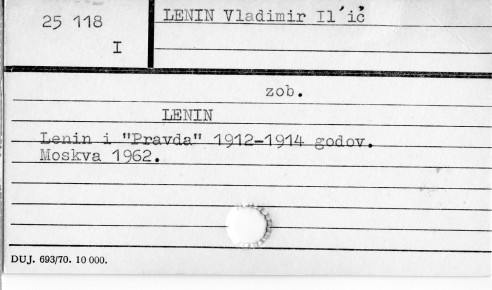 25 118
I
LENIN Vladimir Il´ič
zob.
LENIN
Lenin i "Pravda" 1912-1914 godov.
Moskva 1962.
DUJ. 693/70. 10 000.